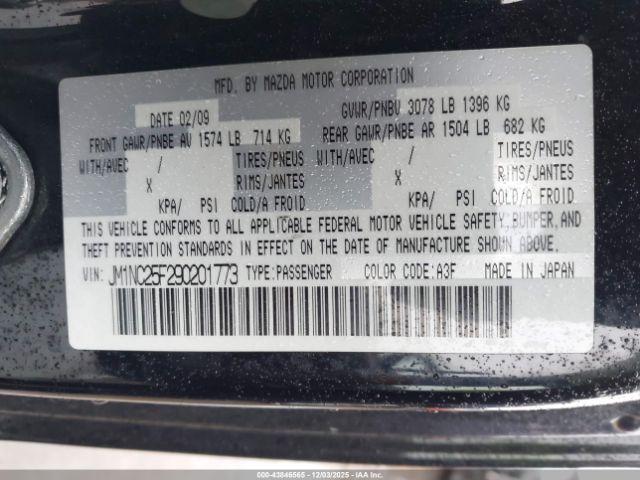 MFD. BY MAZDA MOTOR CORPORATION
DATE 02/09 GVWR/PNBV 3078 LB 1396 KG
FRONT GAWR/PNBE AV 1574 LB 714 KG REAR GAWR/PNBE AR 1504 LB 682 KG
WITH/AVEC / TIRES/PNEUS WITH/AVEC / TIRES/PNEUS
X RIMS/JANTES X RIMS/JANTES
KPA/ PSI COLD/A FROID KPA/ PSI COLD/A FROID
THIS VEHICLE CONFORMS TO ALL APPLICABLE FEDERAL MOTOR VEHICLE SAFETY, BUMPER, AND
THEFT PREVENTION STANDARDS IN EFFECT ON THE DATE OF MANUFACTURE SHOWN ABOVE.
VIN: JM1NC25F290201773 TYPE:PASSENGER COLOR CODE:A3F MADE IN JAPAN
000-43846565 - 12/03/2025 - IAAC